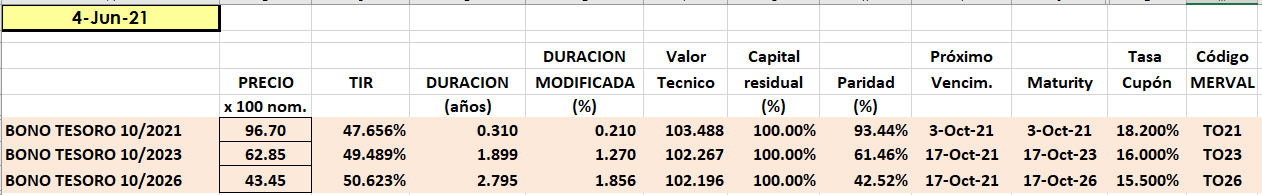 4-Jun-21
DURACION Valor Capital Próximo Tasa Código
PRECIO TIR DURACION MODIFICADA Tecnico residual Paridad Vencim. Maturity Cupón MERVAL
x 100 nom. (años) (%) (%) (%)
BONO TESORO 10/2021 96.70 47.656% 0.310 0.210 103.488 100.00% 93.44% 3-Oct-21 3-Oct-21 18.200% TO21
BONO TESORO 10/2023 62.85 49.489% 1.899 1.270 102.267 100.00% 61.46% 17-Oct-21 17-Oct-23 16.000% TO23
BONO TESORO 10/2026 43.45 50.623% 2.795 1.856 102.196 100.00% 42.52% 17-Oct-21 17-Oct-26 15.500% TO26